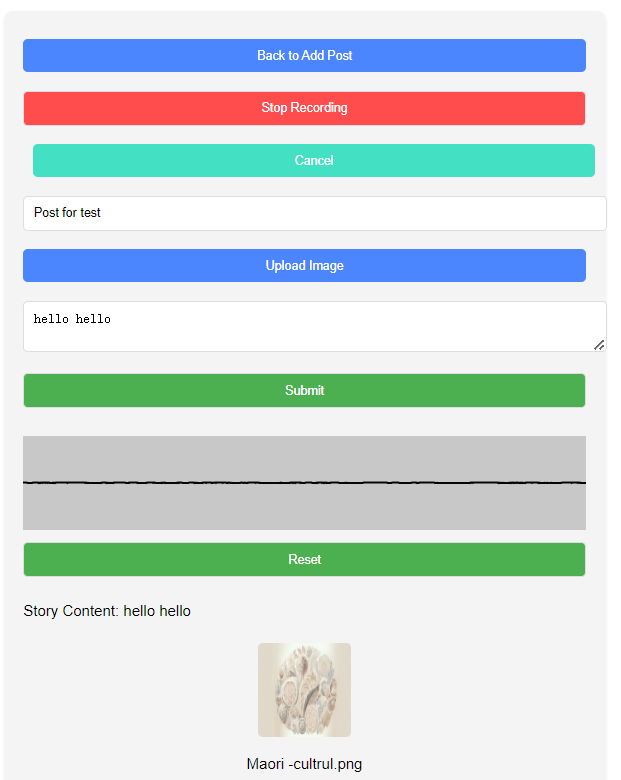 Back to Add Post
Stop Recording
Cancel
Post for test
Upload Image
hello hello
Submit
Reset
Story Content: hello hello
Maori -cultrul.png